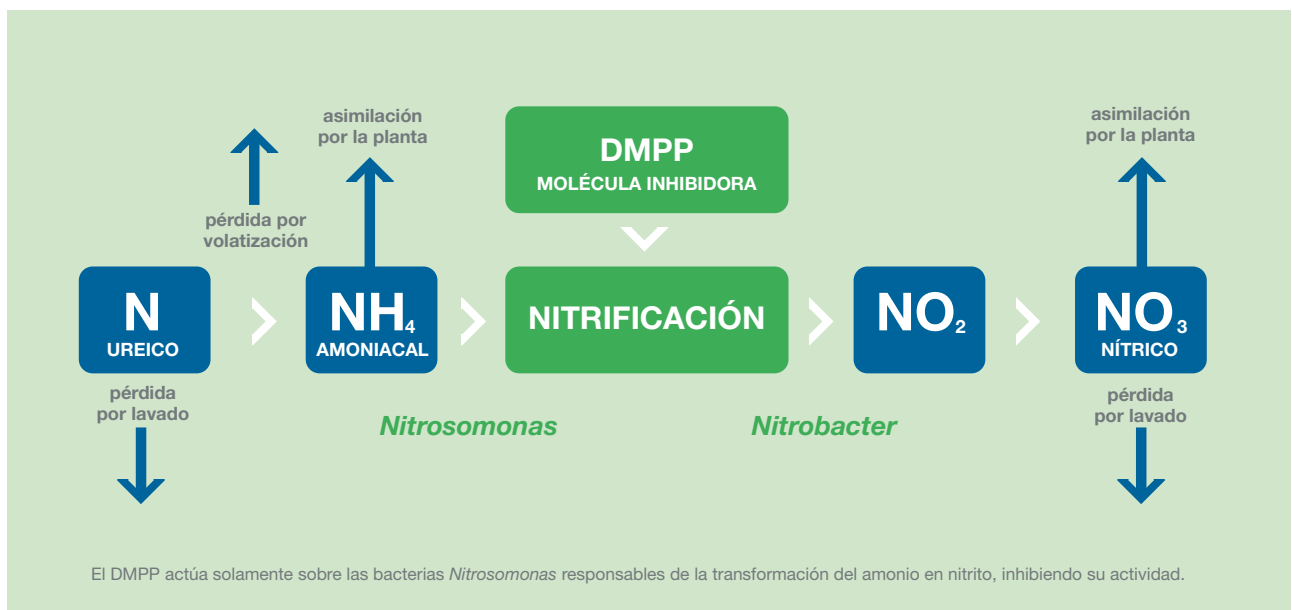 asimilación
por la planta
DMPP
MOLÉCULA INHIBIDORA
asimilación
por la planta
pérdida por
volatización
N
UREICO
NH₄
AMONIACAL
NITRIFICACIÓN
NO₂
NO₃
NÍTRICO
pérdida
por lavado
Nitrosomonas
Nitrobacter
pérdida
por lavado
El DMPP actúa solamente sobre las bacterias Nitrosomonas responsables de la transformación del amonio en nitrito, inhibiendo su actividad.